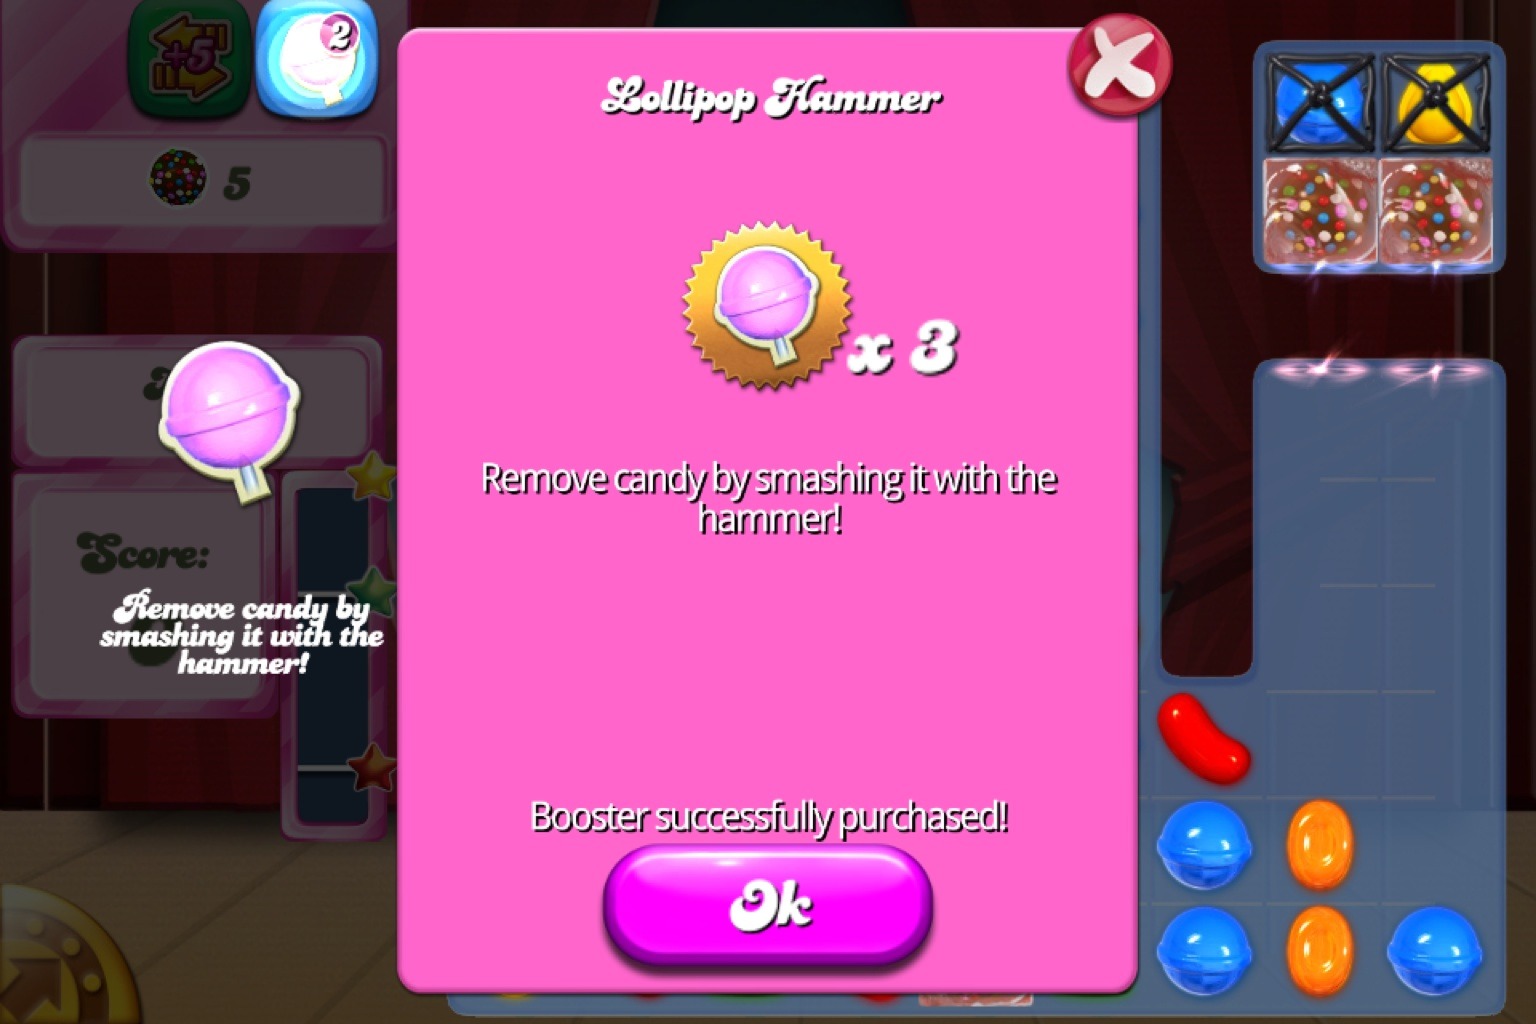 +5
2
Lollipop Hammer
5
x 3
Remove candy by smashing it with the
hammer!
Score:
Remove candy by
smashing it with the
hammer!
Booster successfully purchased!
Ok